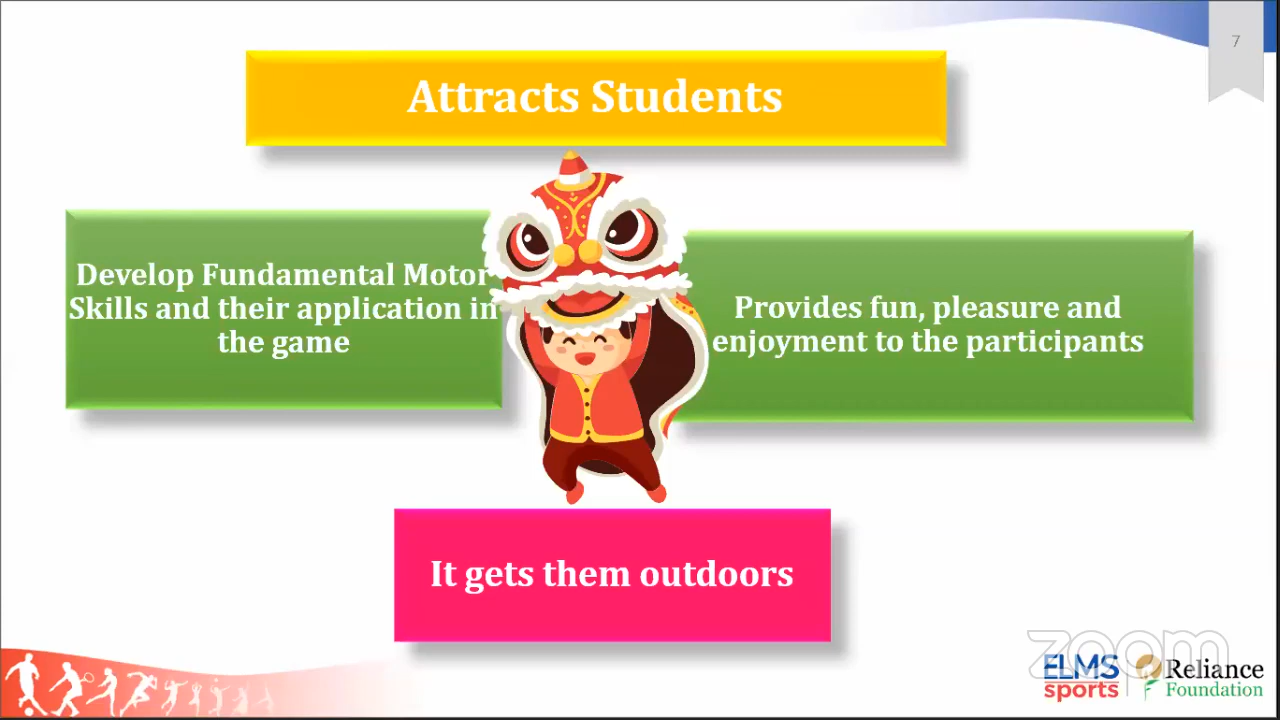 7
Attracts Students
Develop Fundamental Motor
Skills and their application in
the game
Provides fun, pleasure and
enjoyment to the participants
It gets them outdoors
zoom
ELMS
sports
Reliance
Foundation